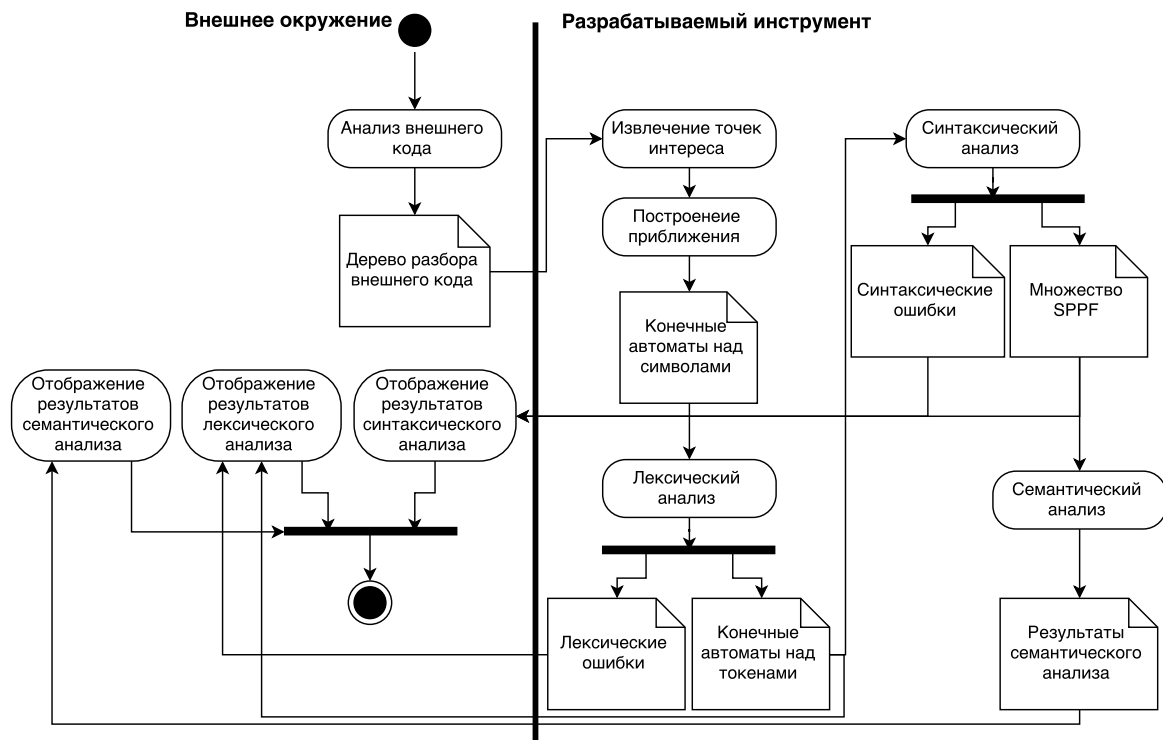 Внешнее окружение
Разрабатываемый инструмент
Анализ внешнего
кода
Дерево разбора
внешнего кода
Извлечение точек
интереса
Построенеие
приближения
Конечные
автоматы над
символами
Синтаксический
анализ
Синтаксические
ошибки
Множество
SPPF
Отображение
результатов
семантического
анализа
Отображение
результатов
лексического
анализа
Отображение
результатов
синтаксического
анализа
Лексический
анализ
Семантический
анализ
Лексические
ошибки
Конечные
автоматы над
токенами
Результаты
семантического
анализа